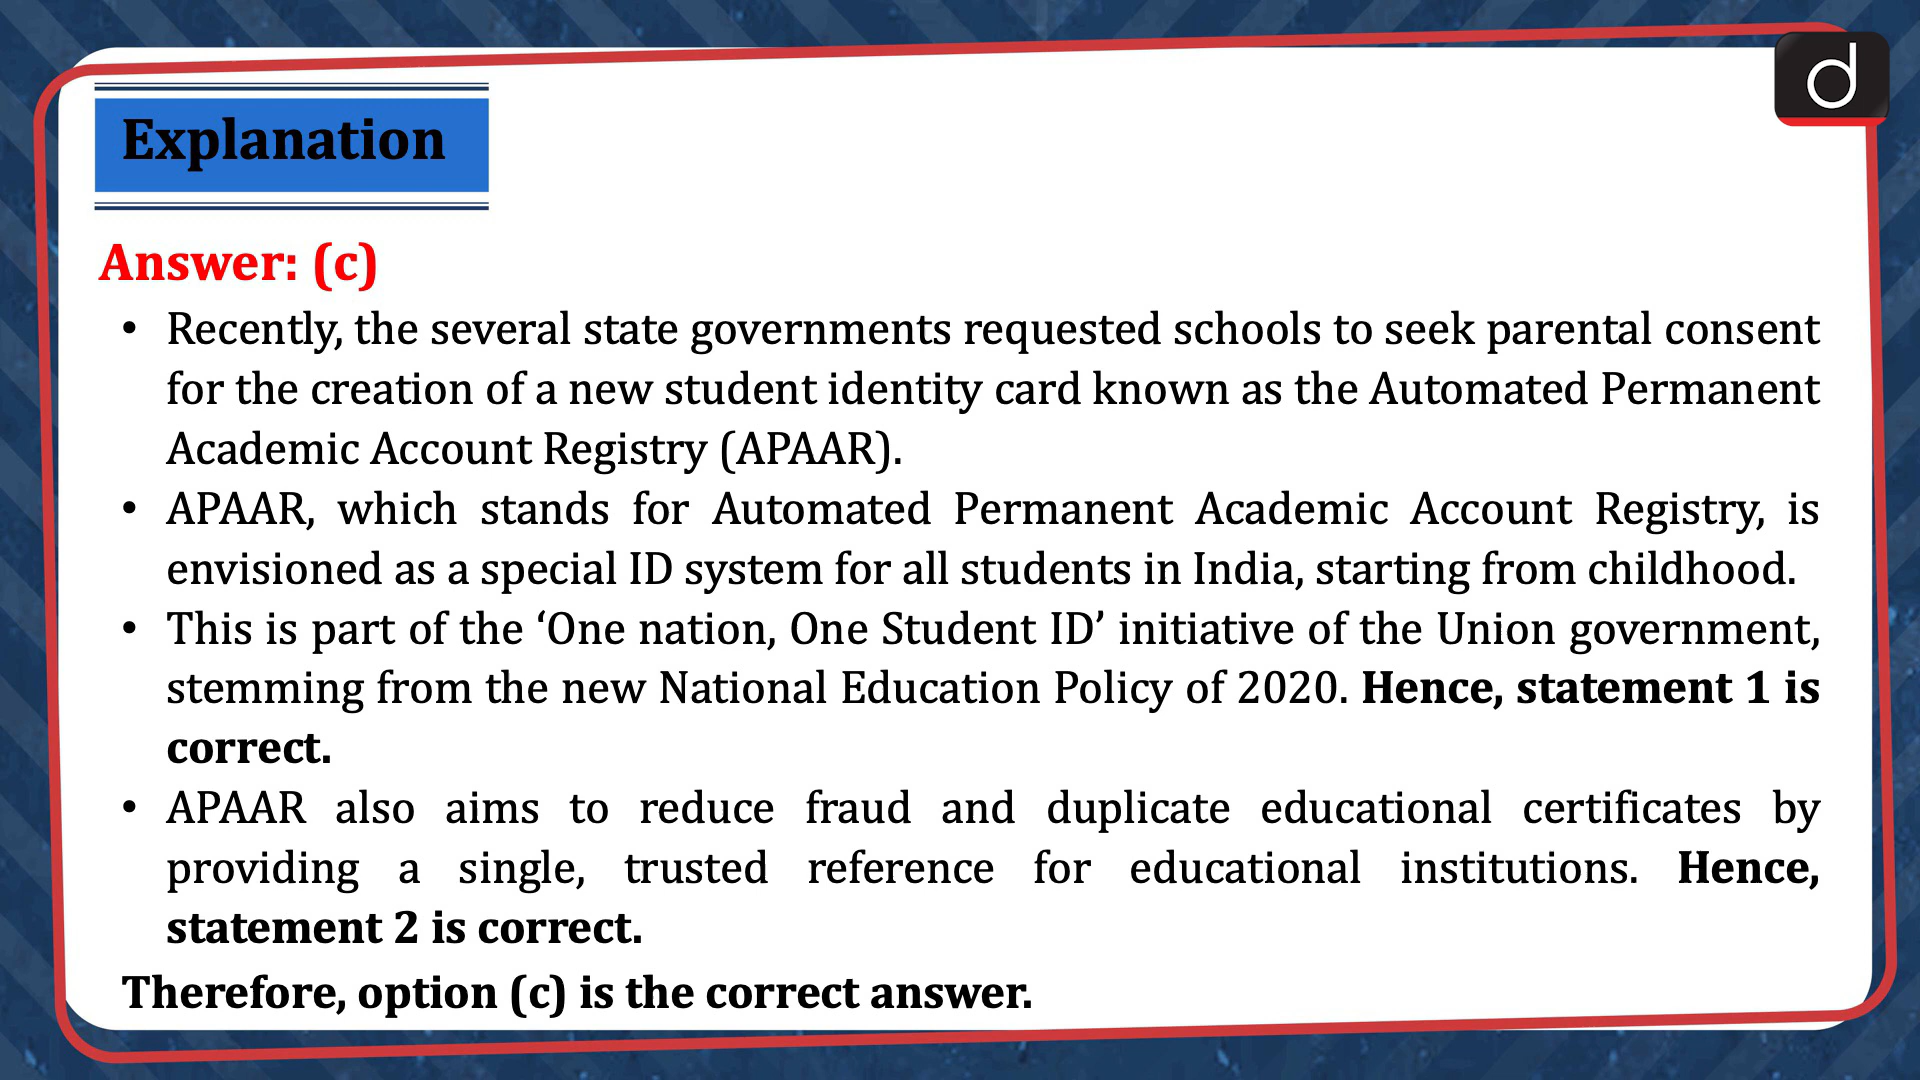 Explanation
d
Answer: (c)
• Recently, the several state governments requested schools to seek parental consent
for the creation of a new student identity card known as the Automated Permanent
Academic Account Registry (APAAR).
• APAAR, which stands for Automated Permanent Academic Account Registry, is
envisioned as a special ID system for all students in India, starting from childhood.
• This is part of the ‘One nation, One Student ID’ initiative of the Union government,
stemming from the new National Education Policy of 2020. Hence, statement 1 is
correct.
• APAAR also aims to reduce fraud and duplicate educational certificates by
providing a single, trusted reference for educational institutions. Hence,
statement 2 is correct.
Therefore, option (c) is the correct answer.